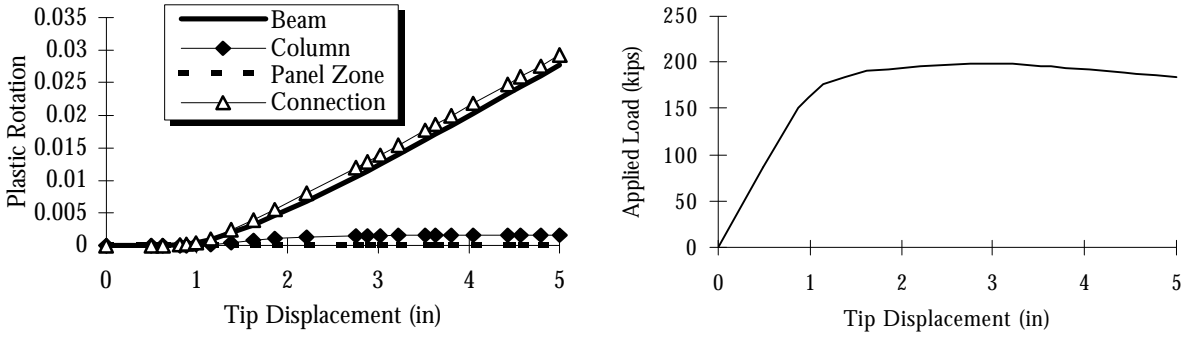 0.035
0.03
0.025
0.02
0.015
0.01
0.005
0
Plastic Rotation
Beam
Column
Panel Zone
Connection
0 1 2 3 4 5
Tip Displacement (in)
250
200
150
100
50
0
Applied Load (kips)
0 1 2 3 4 5
Tip Displacement (in)